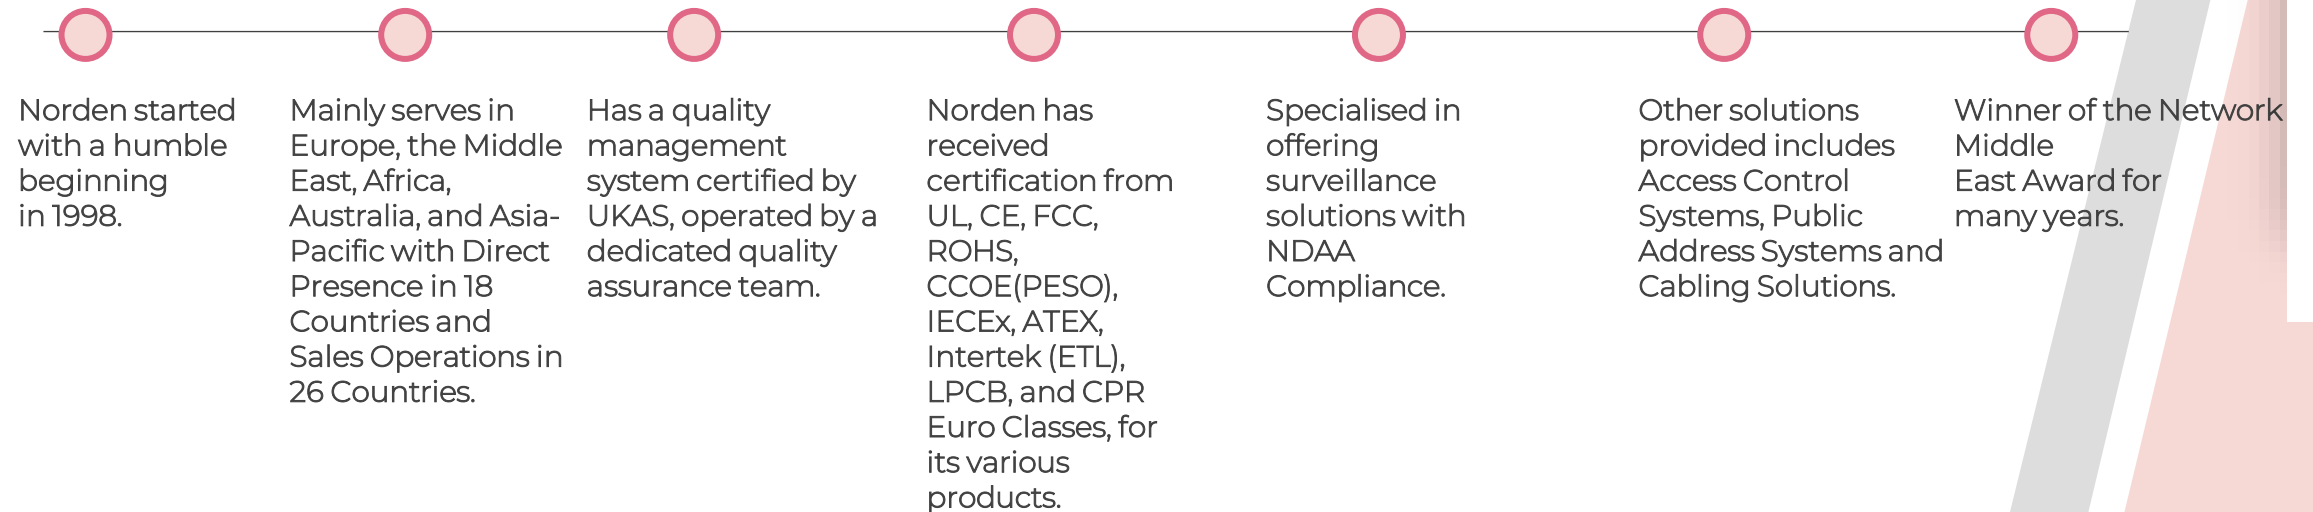 Norden started
with a humble
beginning
in 1998.
Mainly serves in
Europe, the Middle
East, Africa,
Australia, and Asia-
Pacific with Direct
Presence in 18
Countries and
Sales Operations in
26 Countries.
Has a quality
management
system certified by
UKAS, operated by a
dedicated quality
assurance team.
Norden has
received
certification from
UL, CE, FCC,
ROHS,
CCOE(PESO),
IECEx, ATEX,
Intertek (ETL),
LPCB, and CPR
Euro Classes, for
its various
products.
Specialised in
offering
surveillance
solutions with
NDAA
Compliance.
Other solutions
provided includes
Access Control
Systems, Public
Address Systems and
Cabling Solutions.
Winner of the Network
Middle
East Award for
many years.